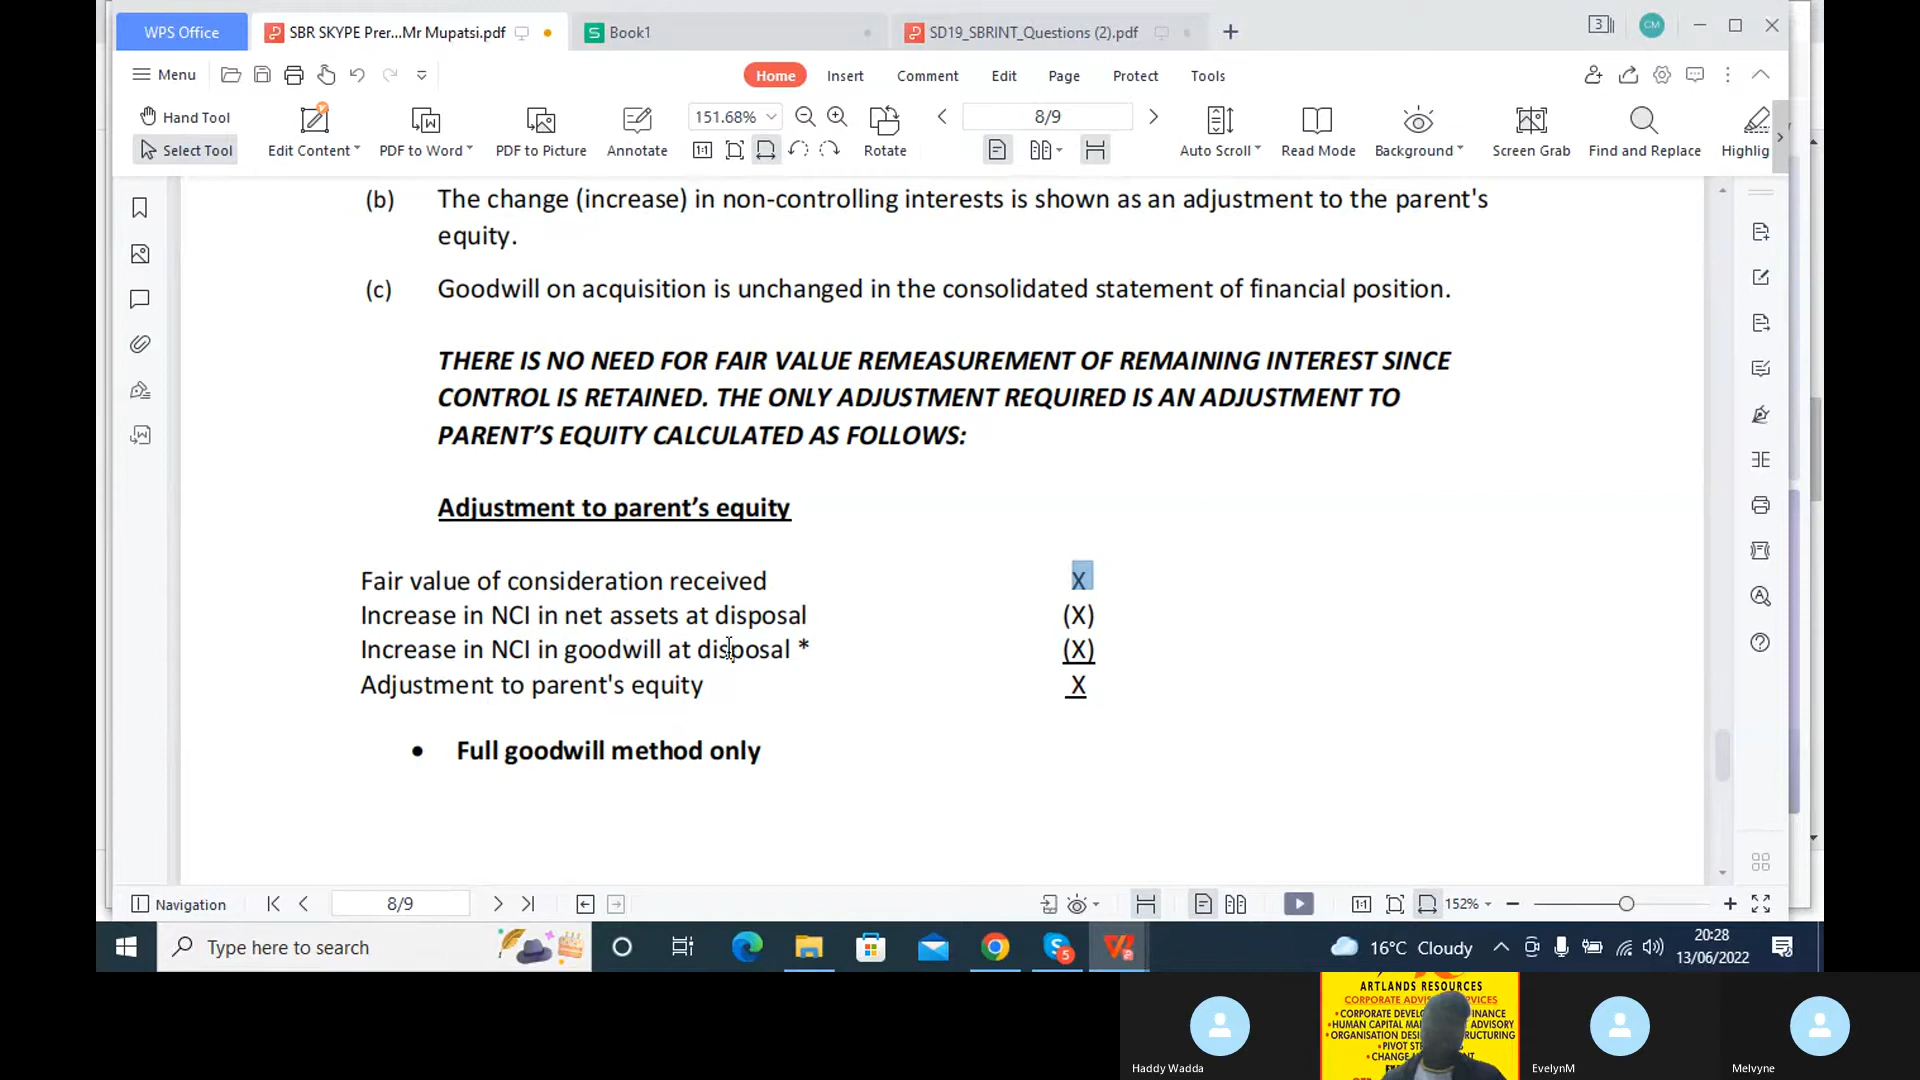 WPS Office
SBR SKYPE Prer...Mr Mupatsi.pdf
Book1
SD19_SBRINT_Questions (2).pdf
3
CM
Menu
Home
Insert
Comment
Edit
Page
Protect
Tools
Hand Tool
Select Tool
Edit Content
PDF to Word
PDF to Picture
Annotate
151.68%
1:1
Rotate
8/9
Auto Scroll
Read Mode
Background
Screen Grab
Find and Replace
Highlig
(b) The change (increase) in non-controlling interests is shown as an adjustment to the parent's
equity.
(c) Goodwill on acquisition is unchanged in the consolidated statement of financial position.
THERE IS NO NEED FOR FAIR VALUE REMEASUREMENT OF REMAINING INTEREST SINCE
CONTROL IS RETAINED. THE ONLY ADJUSTMENT REQUIRED IS AN ADJUSTMENT TO
PARENT’S EQUITY CALCULATED AS FOLLOWS:
Adjustment to parent’s equity
Fair value of consideration received X
Increase in NCI in net assets at disposal (X)
Increase in NCI in goodwill at disposal * (X)
Adjustment to parent's equity X
• Full goodwill method only
Navigation
8/9
1:1
152%
Type here to search
5
16°C Cloudy
20:28
13/06/2022
ARTLANDS RESOURCES
Haddy Wadda
EvelynM
Melvyne